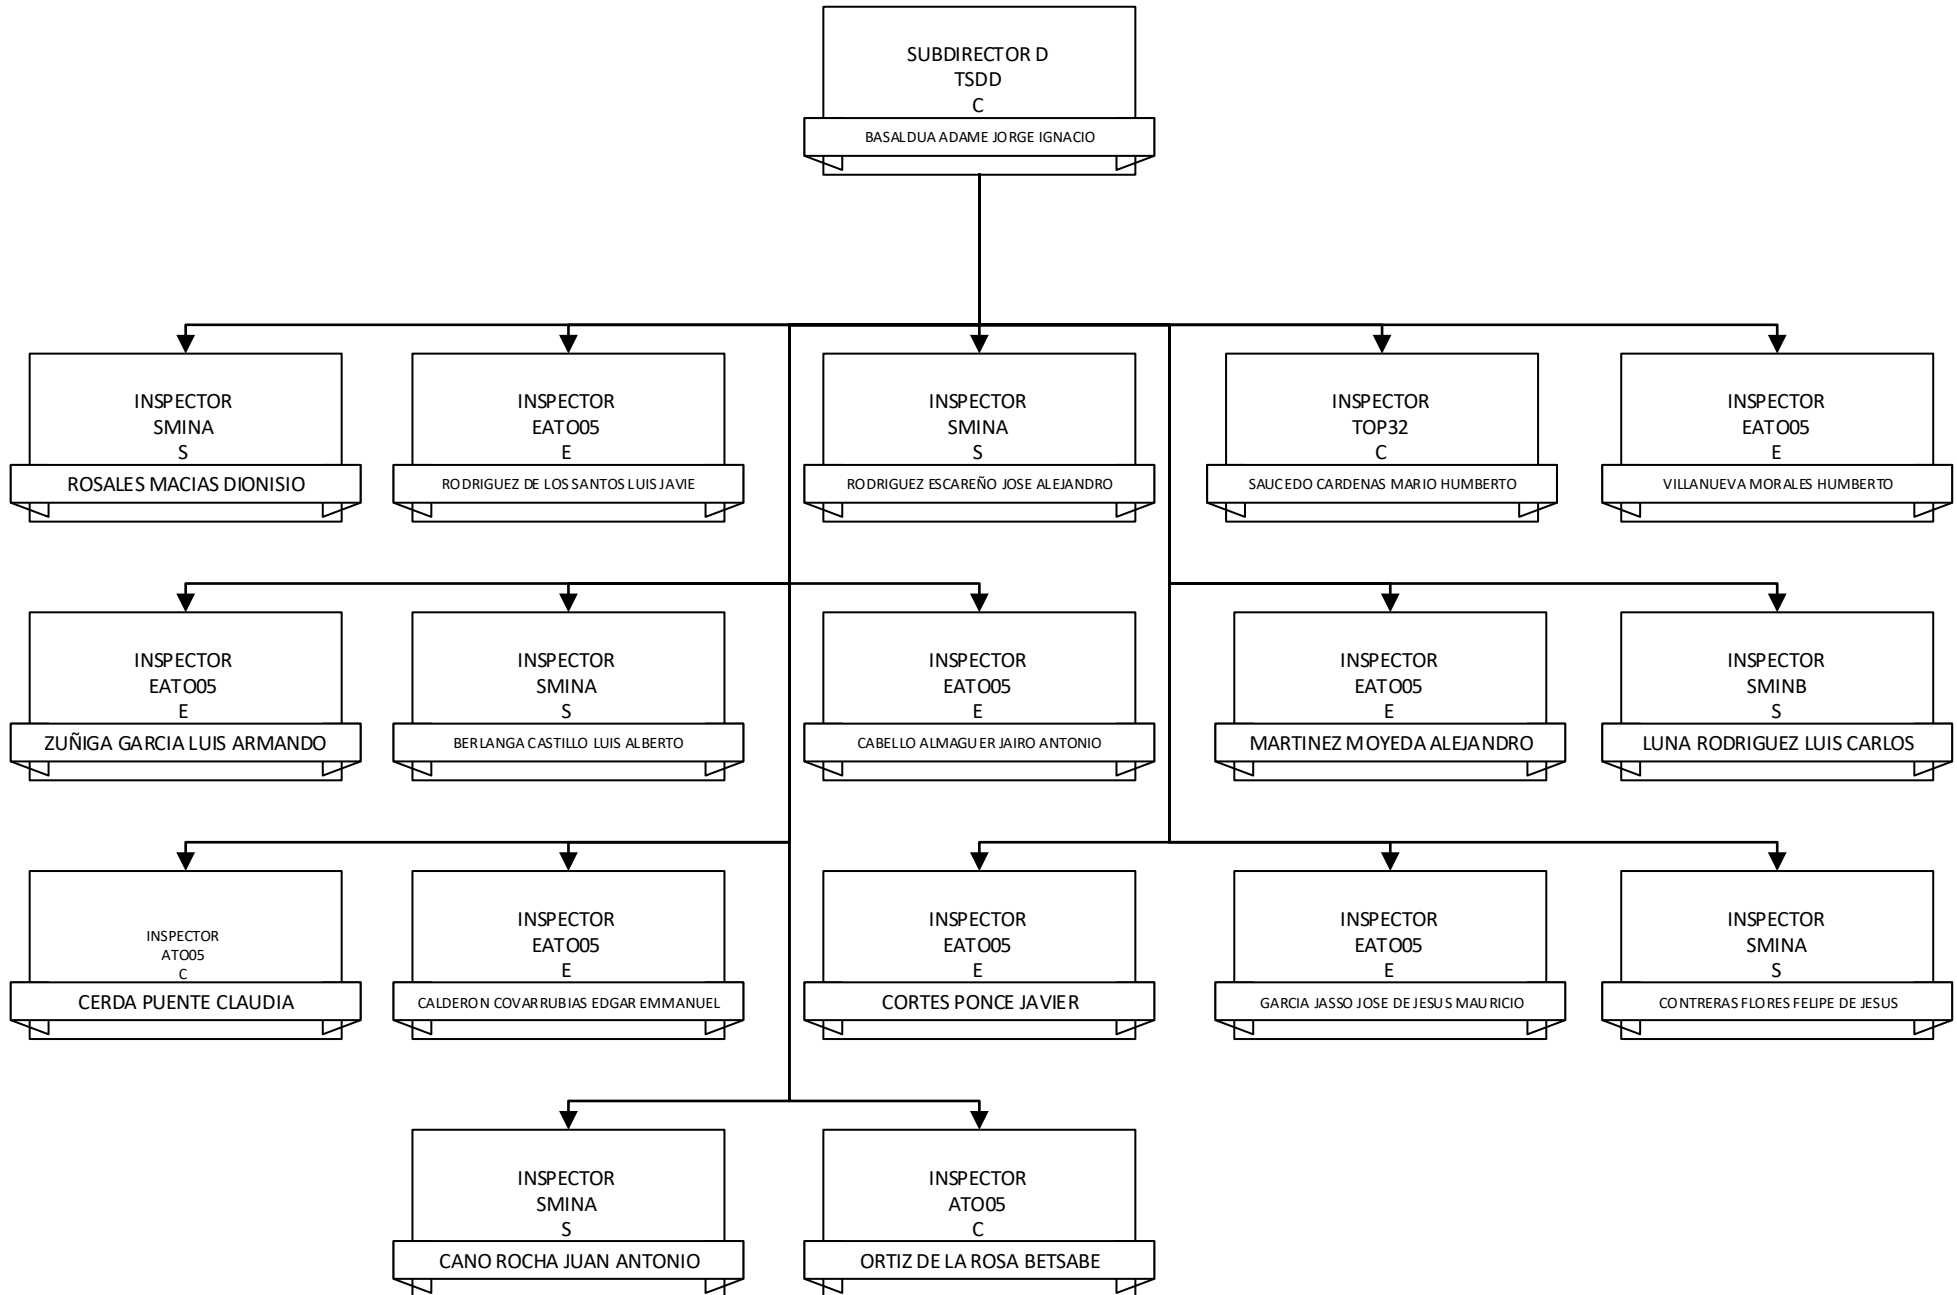 SUBDIRECTOR D
TSDD
C
BASALDUA ADAME JORGE IGNACIO
INSPECTOR
SMINA
S
ROSALES MACIAS DIONISIO
INSPECTOR
EATO05
E
RODRIGUEZ DE LOS SANTOS LUIS JAVIE
INSPECTOR
SMINA
S
RODRIGUEZ ESCAREÑO JOSE ALEJANDRO
INSPECTOR
TOP32
C
SAUCEDO CARDENAS MARIO HUMBERTO
INSPECTOR
EATO05
E
VILLANUEVA MORALES HUMBERTO
INSPECTOR
EATO05
E
ZUÑIGA GARCIA LUIS ARMANDO
INSPECTOR
SMINA
S
BERLANGA CASTILLO LUIS ALBERTO
INSPECTOR
EATO05
E
CABELLO ALMAGUER JAIRO ANTONIO
INSPECTOR
EATO05
E
MARTINEZ MOYEDA ALEJANDRO
INSPECTOR
SMINB
S
LUNA RODRIGUEZ LUIS CARLOS
INSPECTOR
ATO05
C
CERDA PUENTE CLAUDIA
INSPECTOR
EATO05
E
CALDERON COVARRUBIAS EDGAR EMMANUEL
INSPECTOR
EATO05
E
CORTES PONCE JAVIER
INSPECTOR
EATO05
E
GARCIA JASSO JOSE DE JESUS MAURICIO
INSPECTOR
SMINA
S
CONTRERAS FLORES FELIPE DE JESUS
INSPECTOR
SMINA
S
CANO ROCHA JUAN ANTONIO
INSPECTOR
ATO05
C
ORTIZ DE LA ROSA BETSABE